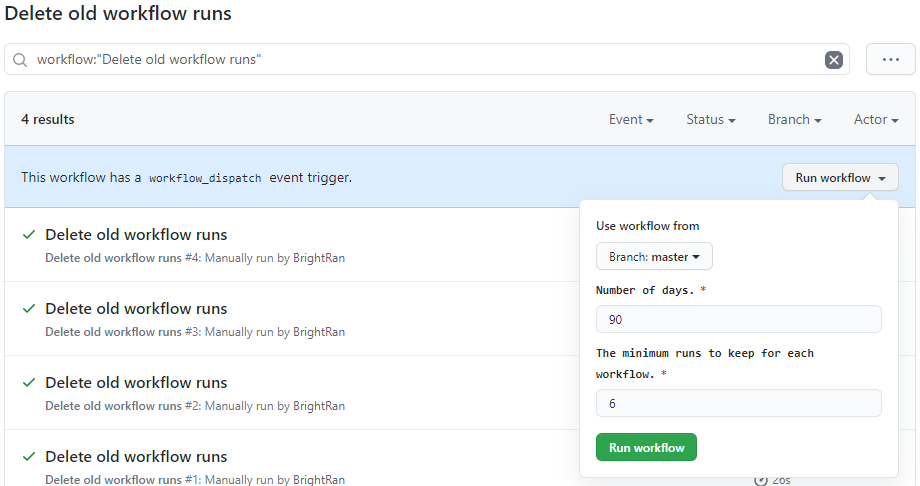 Delete old workflow runs
workflow:"Delete old workflow runs"
...
4 results
Event
Status
Branch
Actor
This workflow has a workflow_dispatch event trigger.
Run workflow
Use workflow from
Branch: master
Number of days. *
90
The minimum runs to keep for each
workflow. *
6
Run workflow
Delete old workflow runs
Delete old workflow runs #4: Manually run by BrightRan
Delete old workflow runs
Delete old workflow runs #3: Manually run by BrightRan
Delete old workflow runs
Delete old workflow runs #2: Manually run by BrightRan
Delete old workflow runs
Delete old workflow runs #1: Manually run by BrightRan
26s